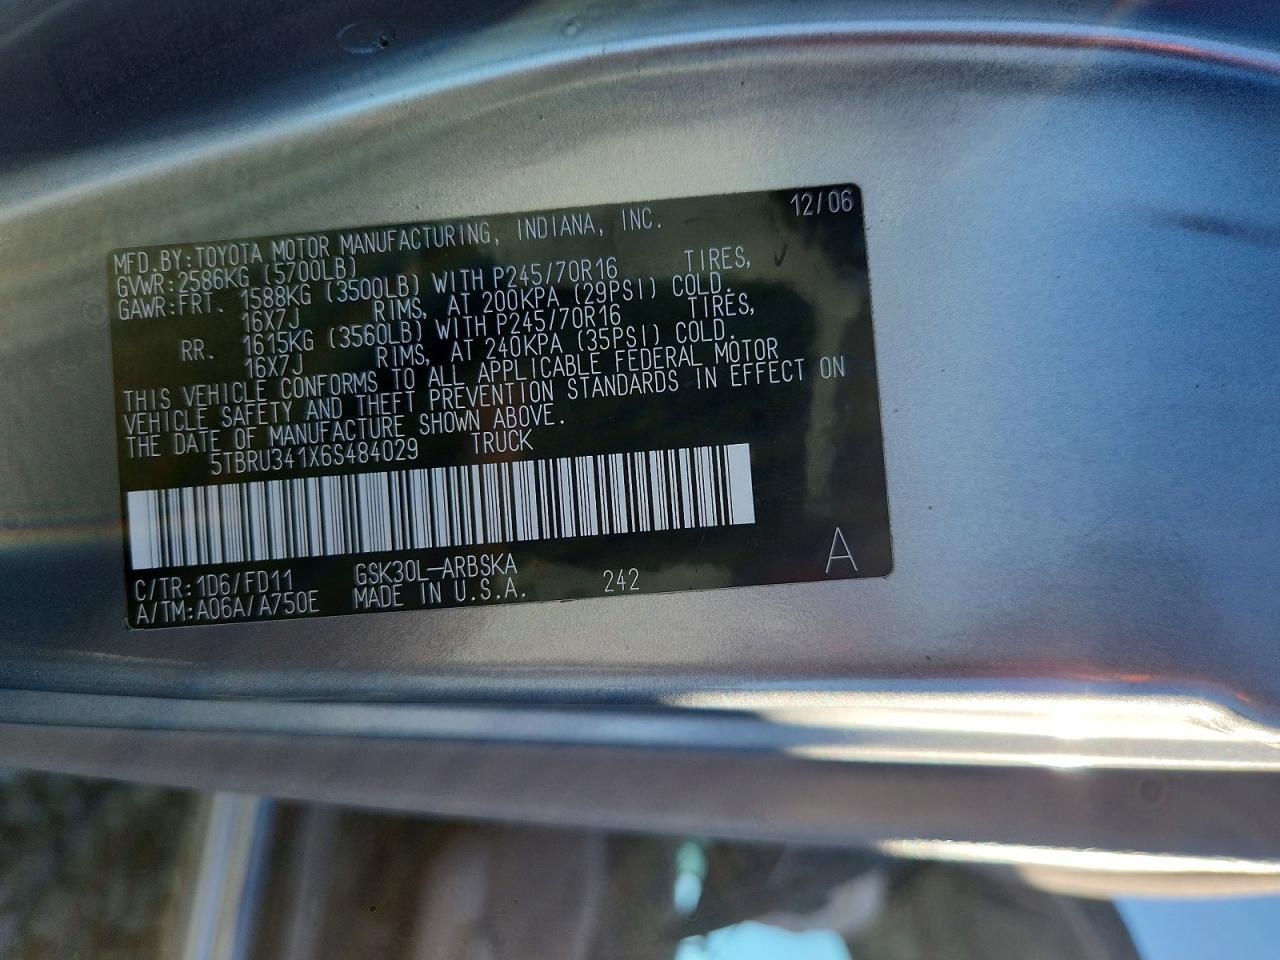 12/06
MFD.BY:TOYOTA MOTOR MANUFACTURING, INDIANA, INC.
GVWR:2586KG (5700LB)
GAWR:FRT. 1588KG (3500LB) WITH P245/70R16 TIRES,
16X7J RIMS, AT 200KPA (29PSI) COLD.
RR. 1615KG (3560LB) WITH P245/70R16 TIRES,
16X7J RIMS, AT 240KPA (35PSI) COLD.
THIS VEHICLE CONFORMS TO ALL APPLICABLE FEDERAL MOTOR
VEHICLE SAFETY AND THEFT PREVENTION STANDARDS IN EFFECT ON
THE DATE OF MANUFACTURE SHOWN ABOVE.
5TBRU341X6S484029 TRUCK
C/TR:1D6/FD11 GSK30L-ARBSKA
A/TM:A06A/A750E MADE IN U.S.A. 242
A